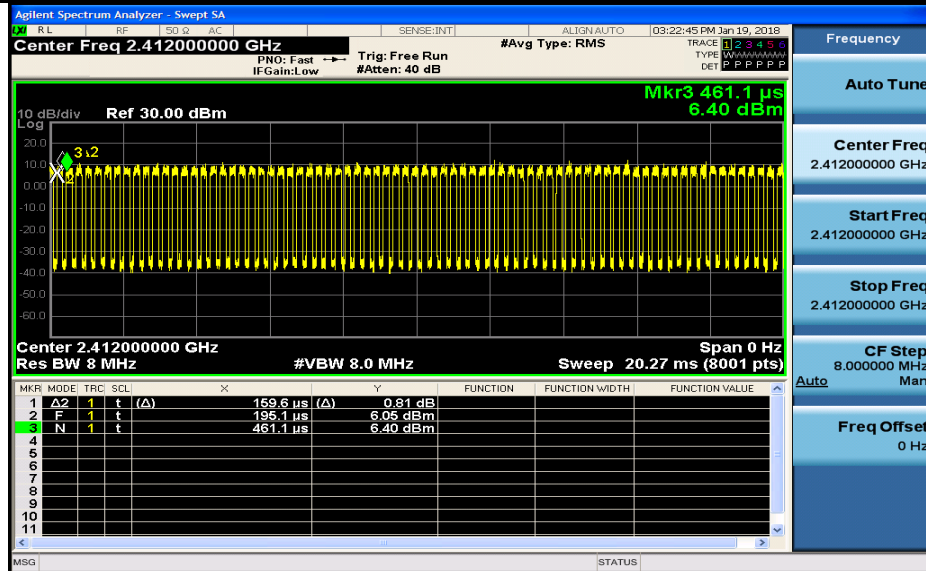 Agilent Spectrum Analyzer - Swept SA
LXI RL RF 50 Ω AC SENSE:INT ALIGN AUTO 03:22:45 PM Jan 19, 2018
Center Freq 2.412000000 GHz
#Avg Type: RMS
TRACE 1 2 3 4 5 6
PNO: Fast Trig: Free Run
TYPE WWWWWW
IFGain:Low #Atten: 40 dB
DET P P P P P P
Mkr3 461.1 µs
6.40 dBm
10 dB/div Ref 30.00 dBm
Log
20.0
10.0
0.00
-10.0
-20.0
-30.0
-40.0
-50.0
-60.0
3 2
2
Center 2.412000000 GHz Span 0 Hz
Res BW 8 MHz #VBW 8.0 MHz Sweep 20.27 ms (8001 pts)
MKR MODE TRC SCL X Y FUNCTION FUNCTION WIDTH FUNCTION VALUE
1 Δ2 1 t (Δ) 159.6 µs (Δ) 0.81 dB
2 F 1 t 195.1 µs 6.05 dBm
3 N 1 t 461.1 µs 6.40 dBm
4
5
6
7
8
9
10
11
MSG STATUS
Frequency
Auto Tune
Center Freq
2.412000000 GHz
Start Freq
2.412000000 GHz
Stop Freq
2.412000000 GHz
CF Step
8.000000 MHz
Auto Man
Freq Offset
0 Hz